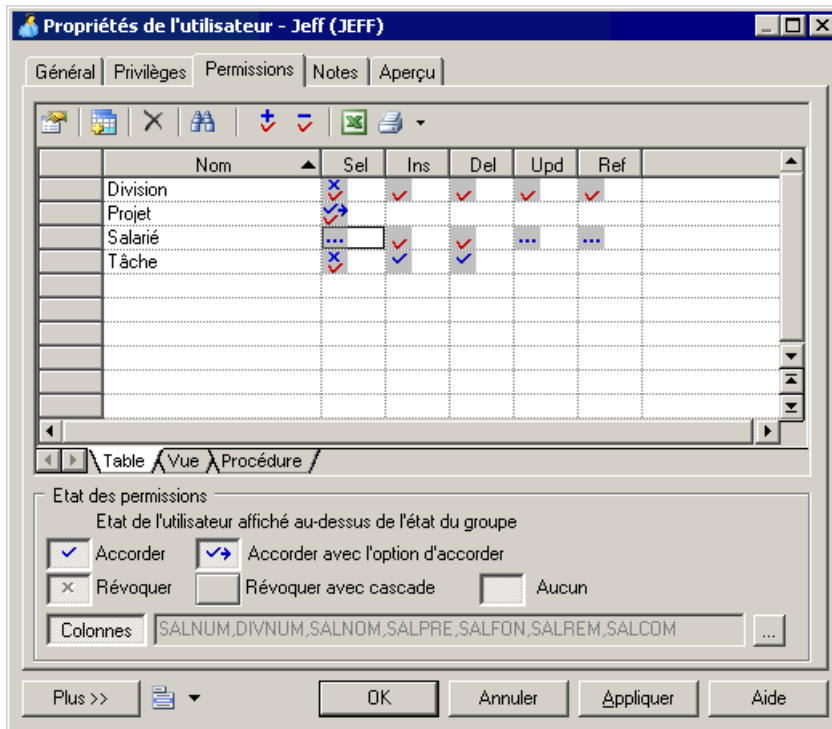 Propriétés de l'utilisateur - Jeff (JEFF)
Général Privilèges Permissions Notes Aperçu
Nom Sel Ins Del Upd Ref
Division
Projet
Salarié ... ... ...
Tâche
Table Vue Procédure
Etat des permissions
Etat de l'utilisateur affiché au-dessus de l'état du groupe
Accorder Accorder avec l'option d'accorder
Révoquer Révoquer avec cascade Aucun
Colonnes SALNUM,DIVNUM,SALNOM,SALPRE,SALFON,SALREM,SALCOM ...
Plus >> OK Annuler Appliquer Aide